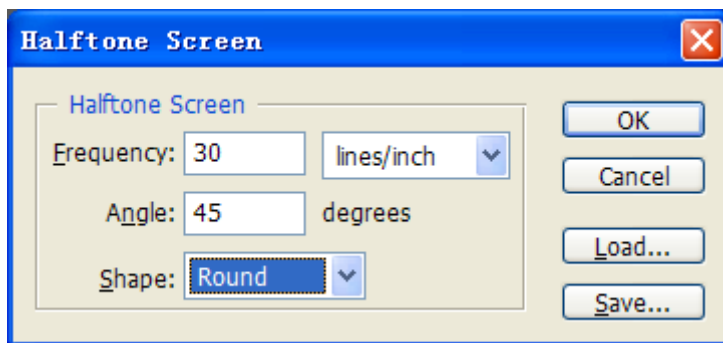 Halftone Screen
Halftone Screen
Frequency: 30 lines/inch
Angle: 45 degrees
Shape: Round
OK
Cancel
Load...
Save...